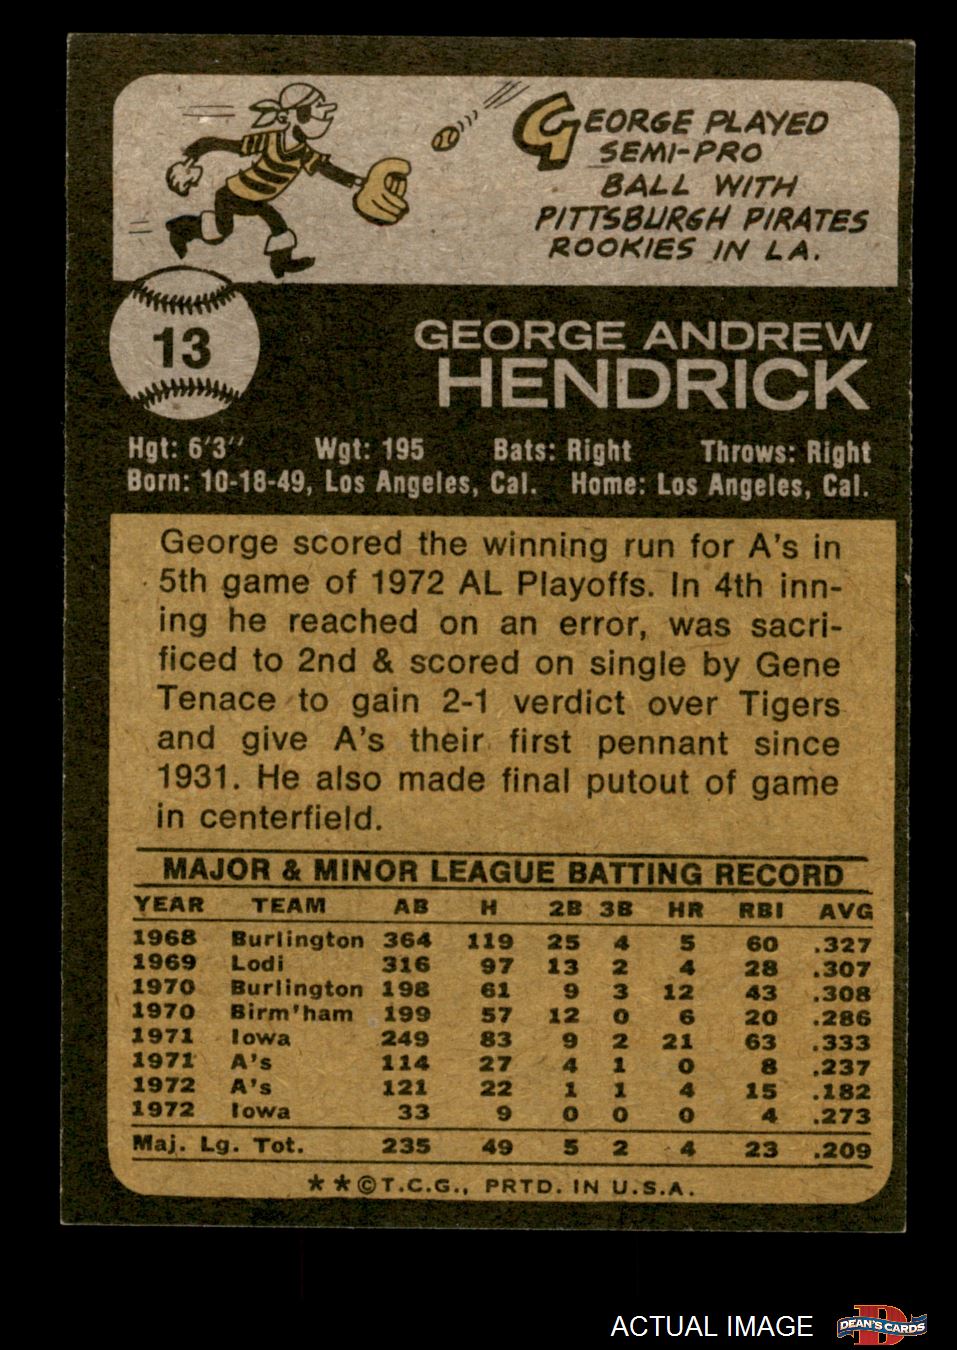 GEORGE PLAYED
SEMI-PRO
BALL WITH
PITTSBURGH PIRATES
ROOKIES IN L.A.
13
GEORGE ANDREW
HENDRICK
Hgt: 6'3" Wgt: 195 Bats: Right Throws: Right
Born: 10-18-49, Los Angeles, Cal. Home: Los Angeles, Cal.
George scored the winning run for A's in
5th game of 1972 AL Playoffs. In 4th inn-
ing he reached on an error, was sacri-
ficed to 2nd & scored on single by Gene
Tenace to gain 2-1 verdict over Tigers
and give A's their first pennant since
1931. He also made final putout of game
in centerfield.
MAJOR & MINOR LEAGUE BATTING RECORD
YEAR TEAM AB H 2B 3B HR RBI AVG
1968 Burlington 364 119 25 4 5 60 .327
1969 Lodi 316 97 13 2 4 28 .307
1970 Burlington 198 61 9 3 12 43 .308
1970 Birm'ham 199 57 12 0 6 20 .286
1971 Iowa 249 83 9 2 21 63 .333
1971 A's 114 27 4 1 0 8 .237
1972 A's 121 22 1 1 4 15 .182
1972 Iowa 33 9 0 0 0 4 .273
Maj. Lg. Tot. 235 49 5 2 4 23 .209
**©T.C.G., PRTD. IN U.S.A.
ACTUAL IMAGE
DEAN'S CARDS